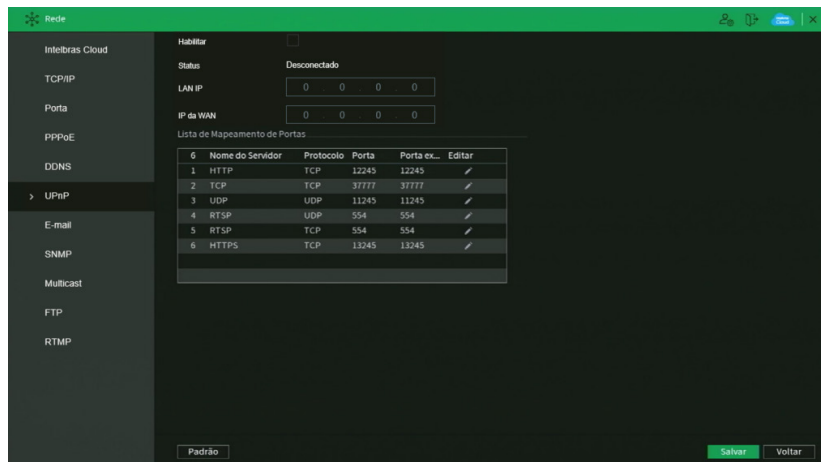 Rede
Intelbras Cloud
TCP/IP
Porta
PPPoE
DDNS
UPnP
E-mail
SNMP
Multicast
FTP
RTMP
Habilitar
Status Desconectado
LAN IP 0 . 0 . 0 . 0
IP da WAN 0 . 0 . 0 . 0
Lista de Mapeamento de Portas
6 Nome do Servidor Protocolo Porta Porta ex... Editar
1 HTTP TCP 12245 12245
2 TCP TCP 37777 37777
3 UDP UDP 11245 11245
4 RTSP UDP 554 554
5 RTSP TCP 554 554
6 HTTPS TCP 13245 13245
Padrão Salvar Voltar